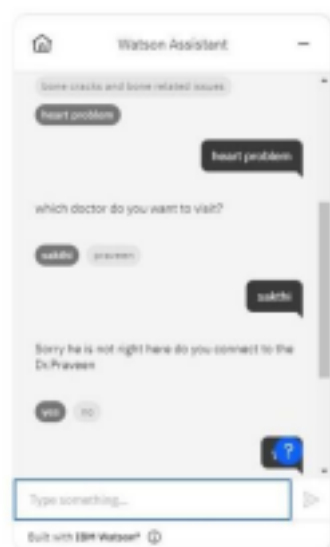 Watson Assistant
bone cracks and bone related issues
heart problem
heart problem
which doctor do you want to visit?
sakthi praveen
sakthi
Sorry he is not right here do you connect to the
Dr.Praveen
yes no
?
Type something...
Built with IBM Watson®